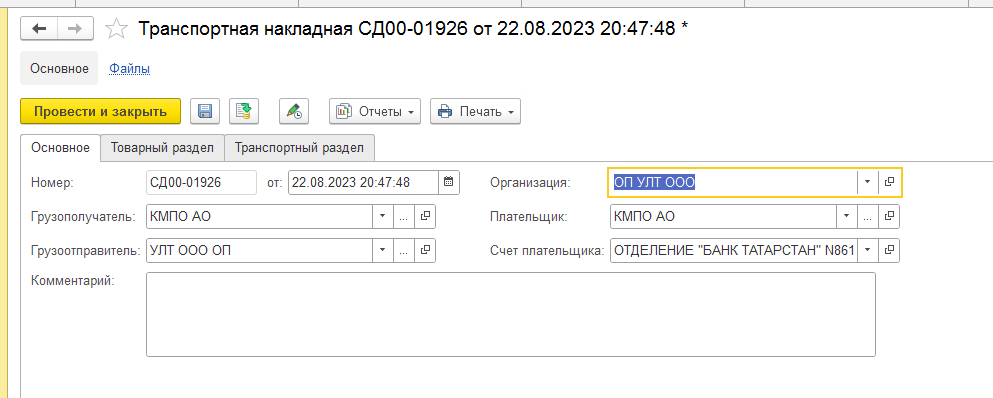 Транспортная накладная СД00-01926 от 22.08.2023 20:47:48 *
Основное Файлы
Провести и закрыть Отчеты Печать
Основное Товарный раздел Транспортный раздел
Номер: СД00-01926 от: 22.08.2023 20:47:48 Организация: ОП УЛТ ООО
Грузополучатель: КМПО АО ... Плательщик: КМПО АО ...
Грузоотправитель: УЛТ ООО ОП ... Счет плательщика: ОТДЕЛЕНИЕ "БАНК ТАТАРСТАН" N861
Комментарий: